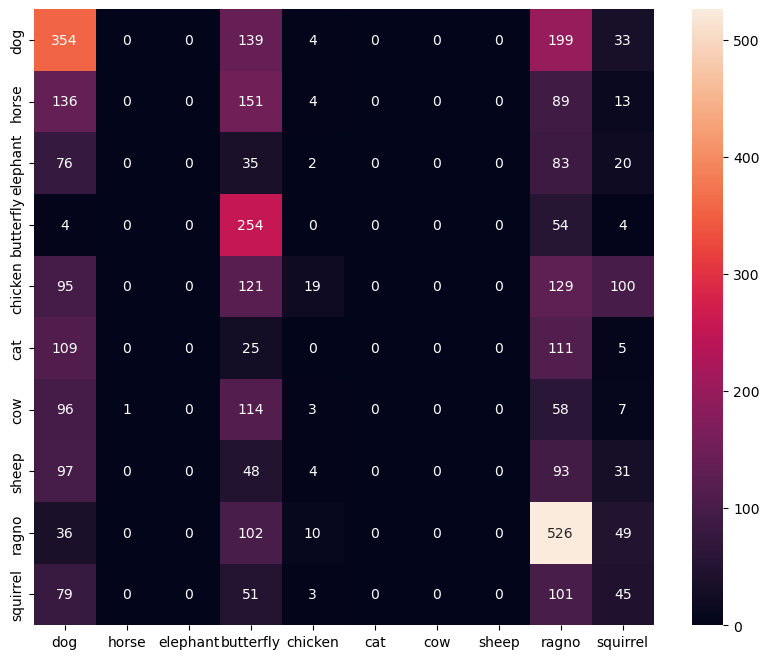 dog 354 0 0 139 4 0 0 0 199 33
horse 136 0 0 151 4 0 0 0 89 13
elephant 76 0 0 35 2 0 0 0 83 20
butterfly 4 0 0 254 0 0 0 0 54 4
chicken 95 0 0 121 19 0 0 0 129 100
cat 109 0 0 25 0 0 0 0 111 5
cow 96 1 0 114 3 0 0 0 58 7
sheep 97 0 0 48 4 0 0 0 93 31
ragno 36 0 0 102 10 0 0 0 526 49
squirrel 79 0 0 51 3 0 0 0 101 45
dog horse elephant butterfly chicken cat cow sheep ragno squirrel
500
400
300
200
100
0